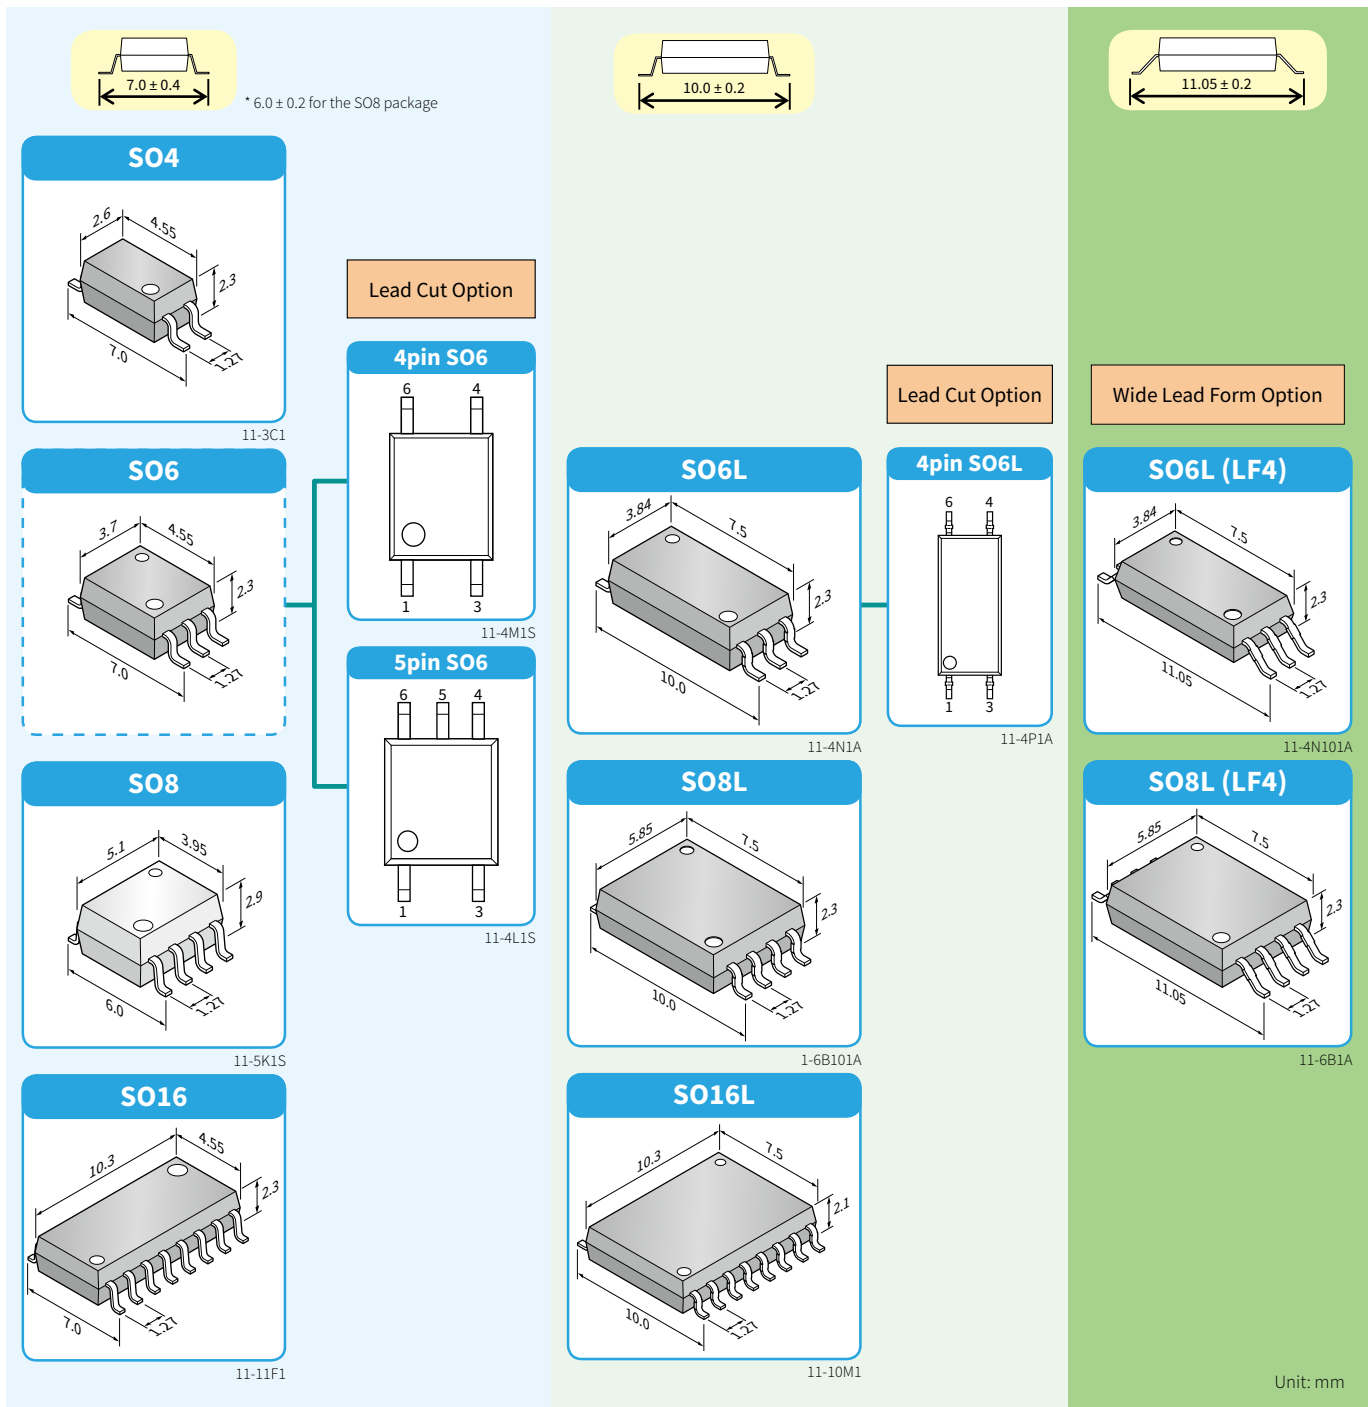 7.0 ± 0.4
* 6.0 ± 0.2 for the SO8 package
10.0 ± 0.2
11.05 ± 0.2
SO4
2.6
4.55
2.3
7.0
1.27
11-3C1
Lead Cut Option
4pin SO6
6 4
1 3
11-4M1S
SO6
3.7
4.55
2.3
7.0
1.27
5pin SO6
6 5 4
1 3
11-4L1S
SO8
5.1
3.95
2.9
6.0
1.27
11-5K1S
SO16
10.3
4.55
2.3
7.0
1.27
11-11F1
SO6L
3.84
7.5
2.3
10.0
1.27
11-4N1A
Lead Cut Option
4pin SO6L
6 4
1 3
11-4P1A
SO8L
5.85
7.5
2.3
10.0
1.27
1-6B101A
SO16L
10.3
7.5
2.1
10.0
1.27
11-10M1
Wide Lead Form Option
SO6L (LF4)
3.84
7.5
2.3
11.05
1.27
11-4N101A
SO8L (LF4)
5.85
7.5
2.3
11.05
1.27
11-6B1A
Unit: mm